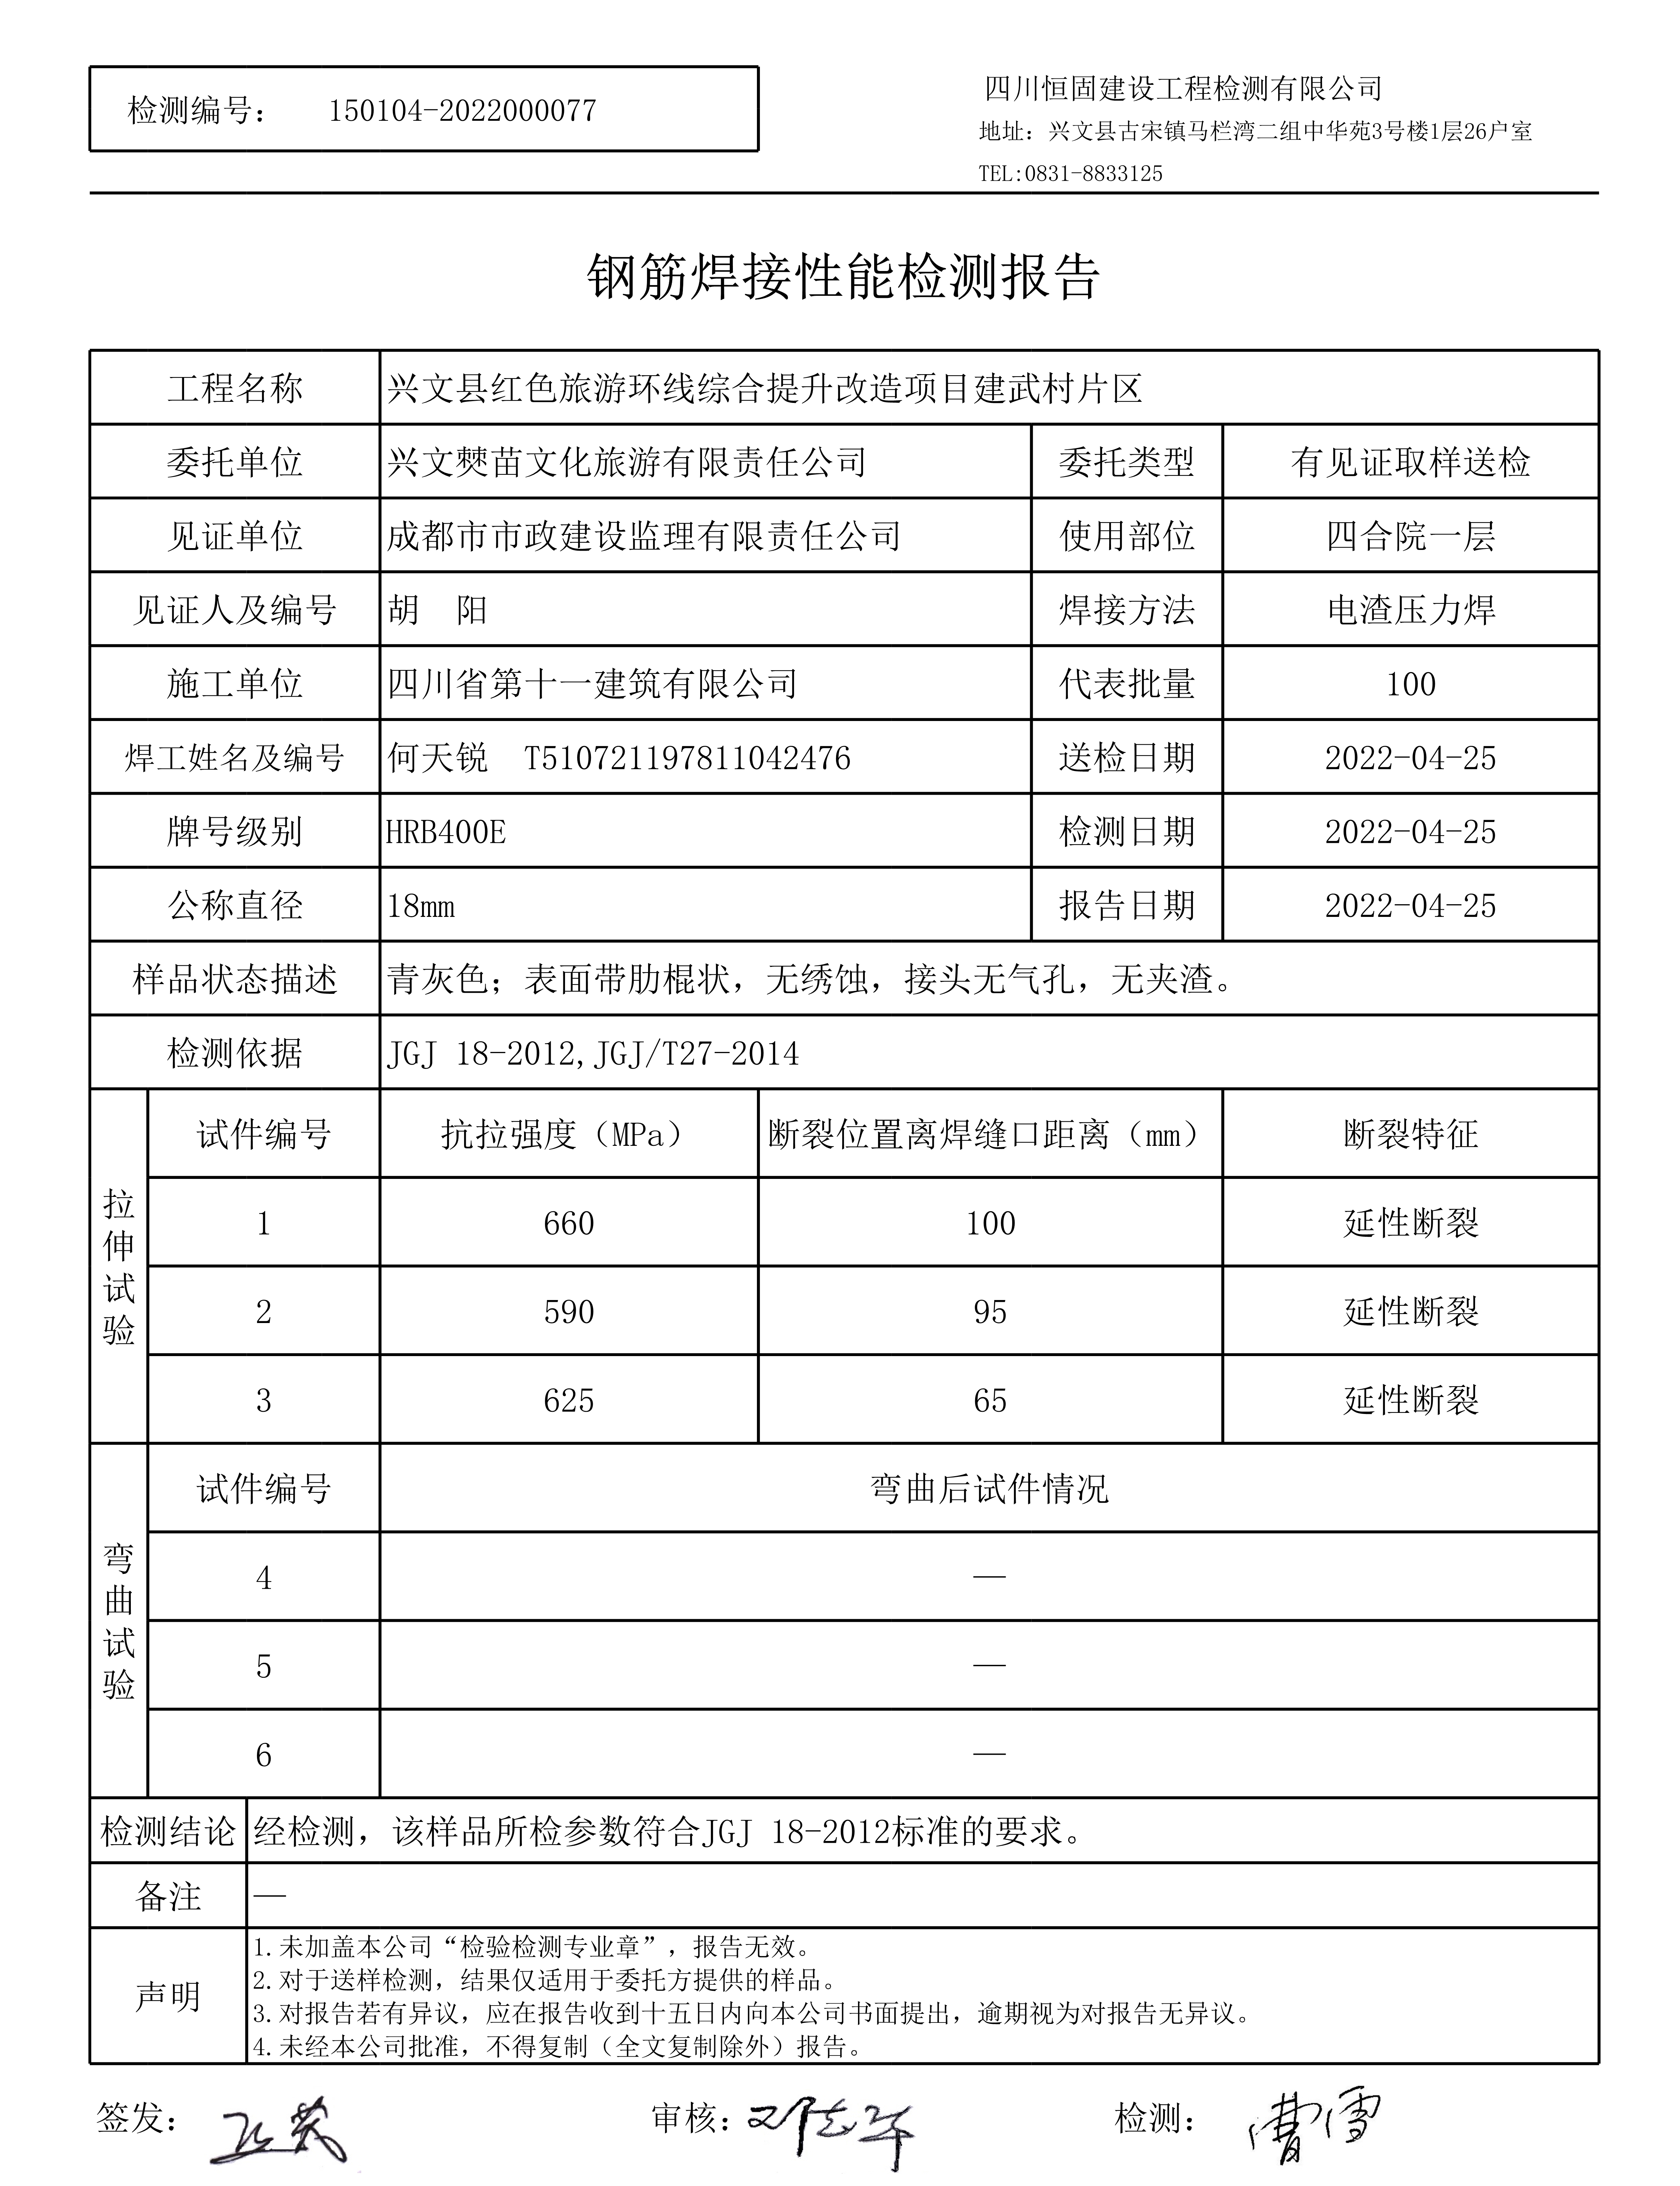 检测编号： 150104-2022000077
四川恒固建设工程检测有限公司
地址：兴文县古宋镇马栏湾二组中华苑3号楼1层26户室
TEL:0831-8833125
钢筋焊接性能检测报告
工程名称 兴文县红色旅游环线综合提升改造项目建武村片区
委托单位 兴文僰苗文化旅游有限责任公司 委托类型 有见证取样送检
见证单位 成都市市政建设监理有限责任公司 使用部位 四合院一层
见证人及编号 胡 阳 焊接方法 电渣压力焊
施工单位 四川省第十一建筑有限公司 代表批量 100
焊工姓名及编号 何天锐 T510721197811042476 送检日期 2022-04-25
牌号级别 HRB400E 检测日期 2022-04-25
公称直径 18mm 报告日期 2022-04-25
样品状态描述 青灰色；表面带肋棍状，无绣蚀，接头无气孔，无夹渣。
检测依据 JGJ 18-2012,JGJ/T27-2014
拉伸试验
试件编号 抗拉强度（MPa） 断裂位置离焊缝口距离（mm） 断裂特征
1 660 100 延性断裂
2 590 95 延性断裂
3 625 65 延性断裂
弯曲试验
试件编号 弯曲后试件情况
4 —
5 —
6 —
检测结论 经检测，该样品所检参数符合JGJ 18-2012标准的要求。
备注 —
声明
1.未加盖本公司“检验检测专业章”，报告无效。
2.对于送样检测，结果仅适用于委托方提供的样品。
3.对报告若有异议，应在报告收到十五日内向本公司书面提出，逾期视为对报告无异议。
4.未经本公司批准，不得复制（全文复制除外）报告。
签发： 审核： 检测： 曹雪